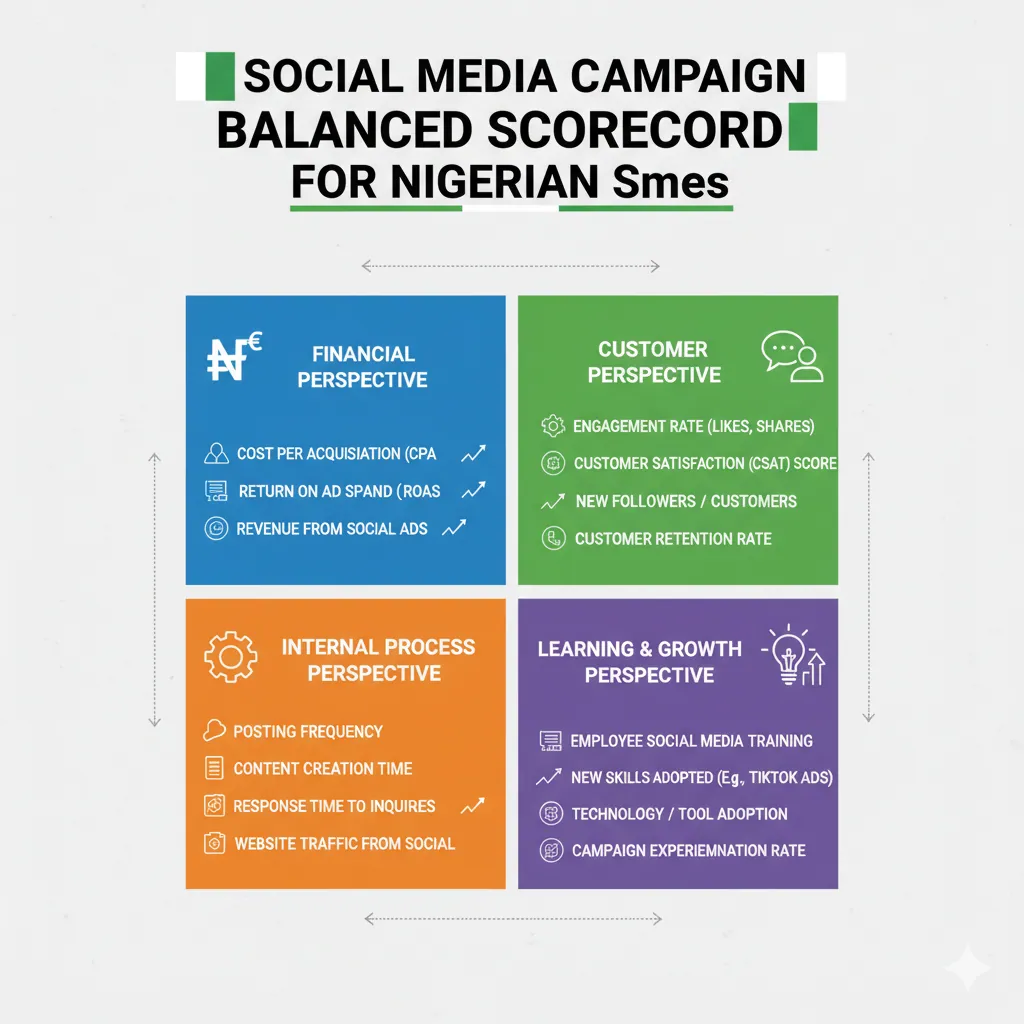 SOCIAL MEDIA CAMPAIGN
BALANCED SCORECORD
FOR NIGERIAN Smes
₦€
FINANCIAL
PERSPECTIVE
COST PER ACQUISIATION (CPA
RETURN ON AD SPAND (ROAS
REVENUE FROM SOCIAL ADS
CUSTOMER
PERSPECTIVE
ENGAGEMENT RATE (LIKES, SHARES)
CUSTOMER SATISFACTION (CSAT) SCORE
NEW FOLLOWERS / CUSTOMERS
CUSTOMER RETENTION RATE
INTERNAL PROCESS
PERSPECTIVE
POSTING FREQUENCY
CONTENT CREATION TIME
RESPONSE TIME TO INQUIRES
WEBSITE TRAFFIC FROM SOCIAL
LEARNING & GROWTH
PERSPECTIVE
EMPLOYEE SOCIAL MEDIA TRAINING
NEW SKILLS ADOPTED (Eg., TIKTOK ADS)
TECHNOLOGY / TOOL ADOPTION
CAMPAIGN EXPERIEMNATION RATE